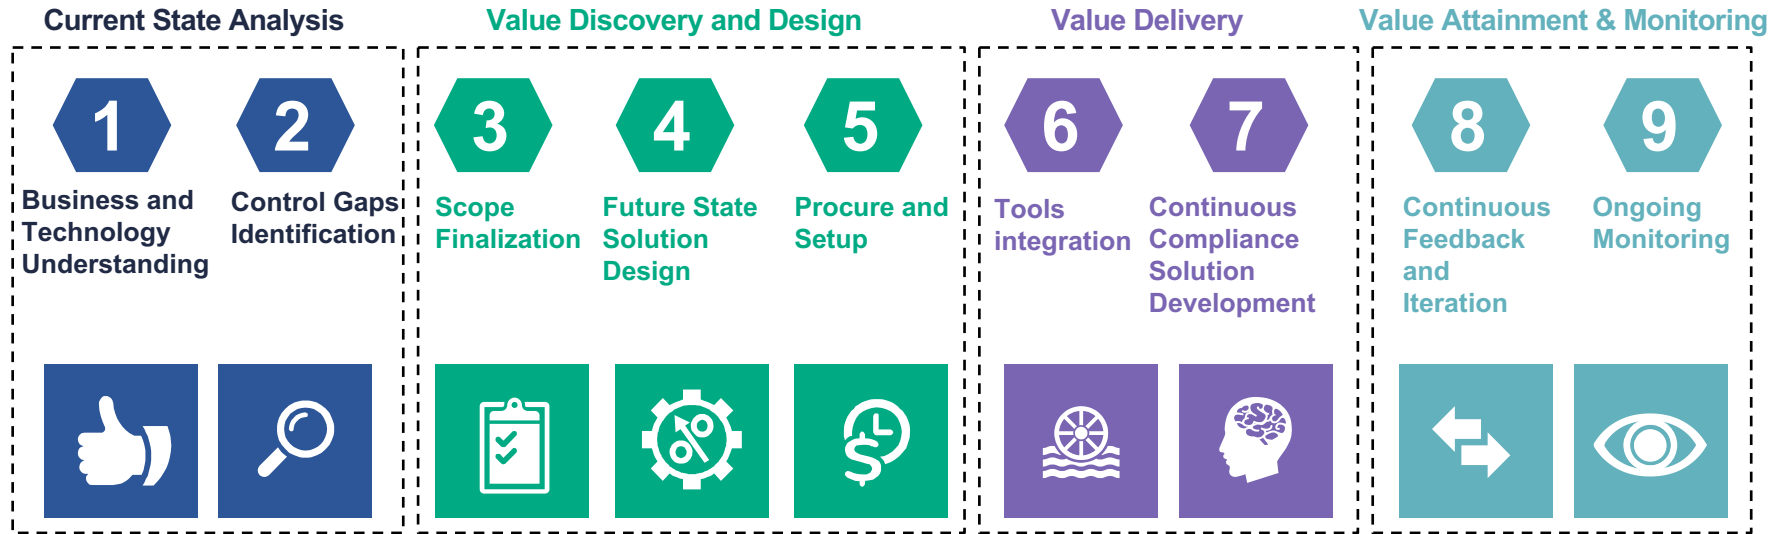 Current State Analysis
Value Discovery and Design
Value Delivery
Value Attainment & Monitoring
1
Business and
Technology
Understanding
2
Control Gaps
Identification
3
Scope
Finalization
4
Future State
Solution
Design
5
Procure and
Setup
6
Tools
integration
7
Continuous
Compliance
Solution
Development
8
Continuous
Feedback
and
Iteration
9
Ongoing
Monitoring